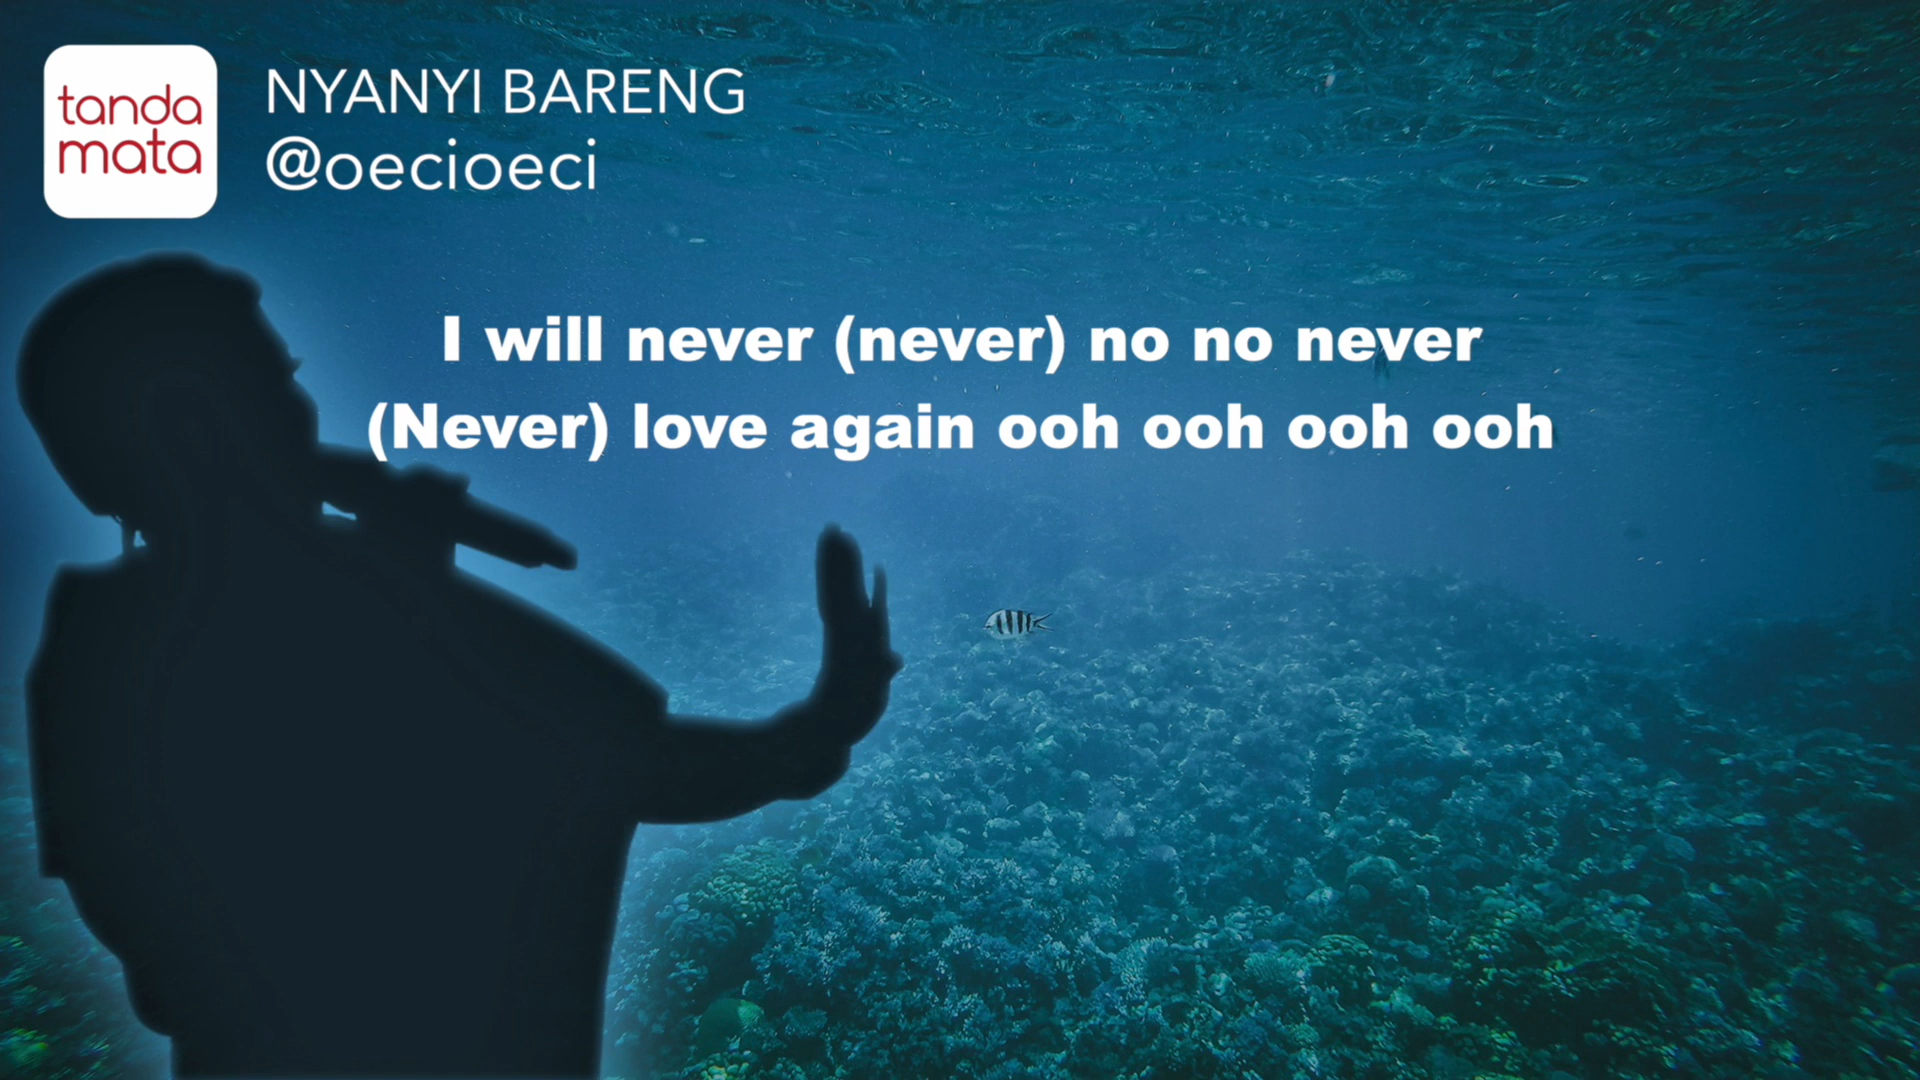 tanda
mata
NYANYI BARENG
@oecioeci
I will never (never) no no never
(Never) love again ooh ooh ooh ooh